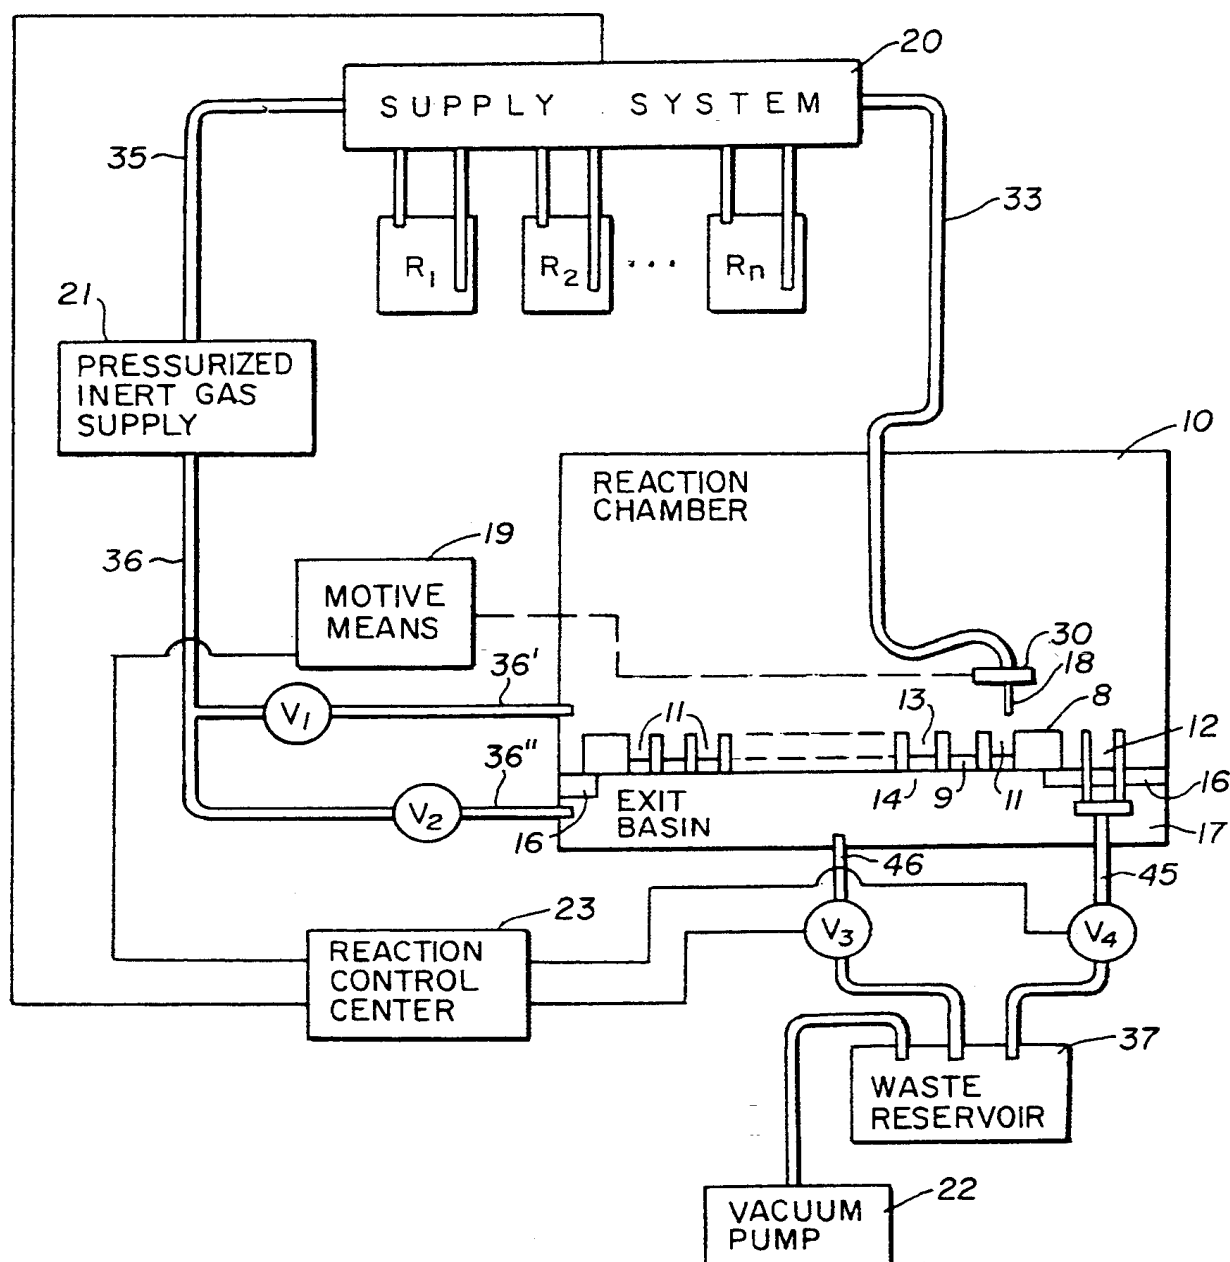 20
SUPPLY SYSTEM
35
33
R1
R2
...
Rn
21
PRESSURIZED
INERT GAS
SUPPLY
10
REACTION
CHAMBER
19
36
MOTIVE
MEANS
30
18
36'
8
13
11
12
V1
36"
14
9
11
16
EXIT
BASIN
16
17
V2
46
45
23
V3
V4
REACTION
CONTROL
CENTER
37
WASTE
RESERVOIR
22
VACUUM
PUMP